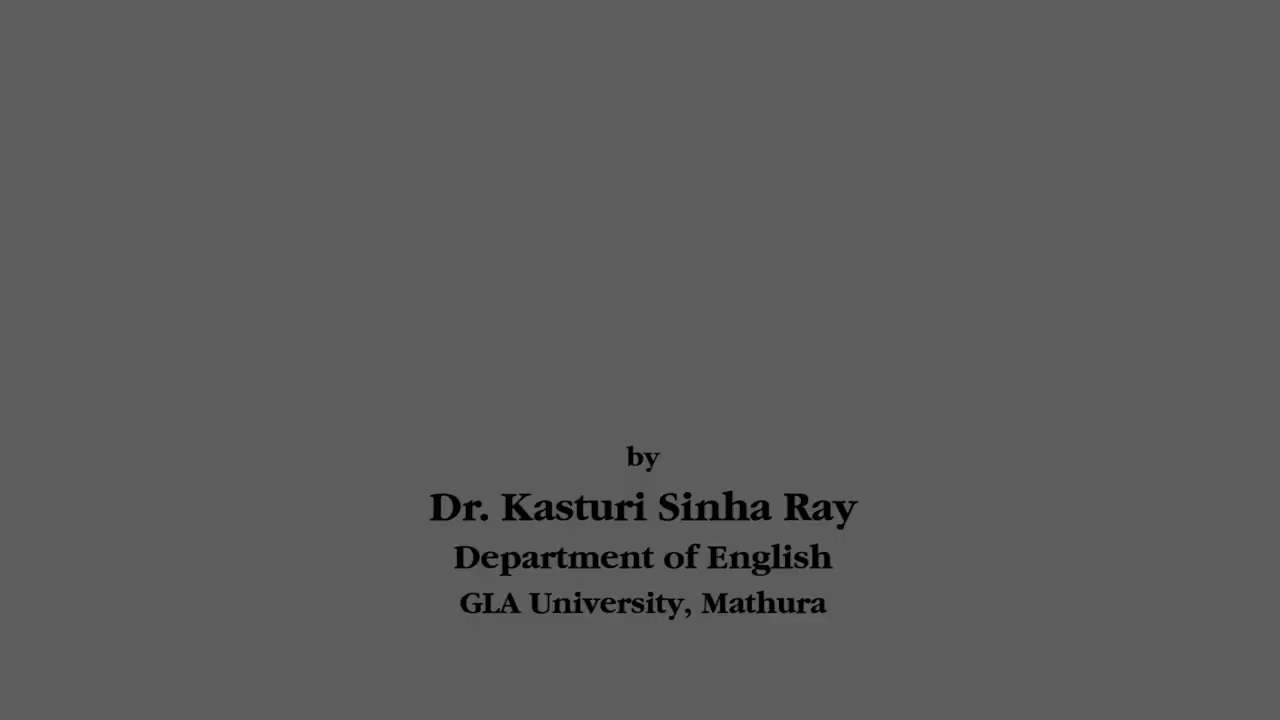 by
Dr. Kasturi Sinha Ray
Department of English
GLA University, Mathura